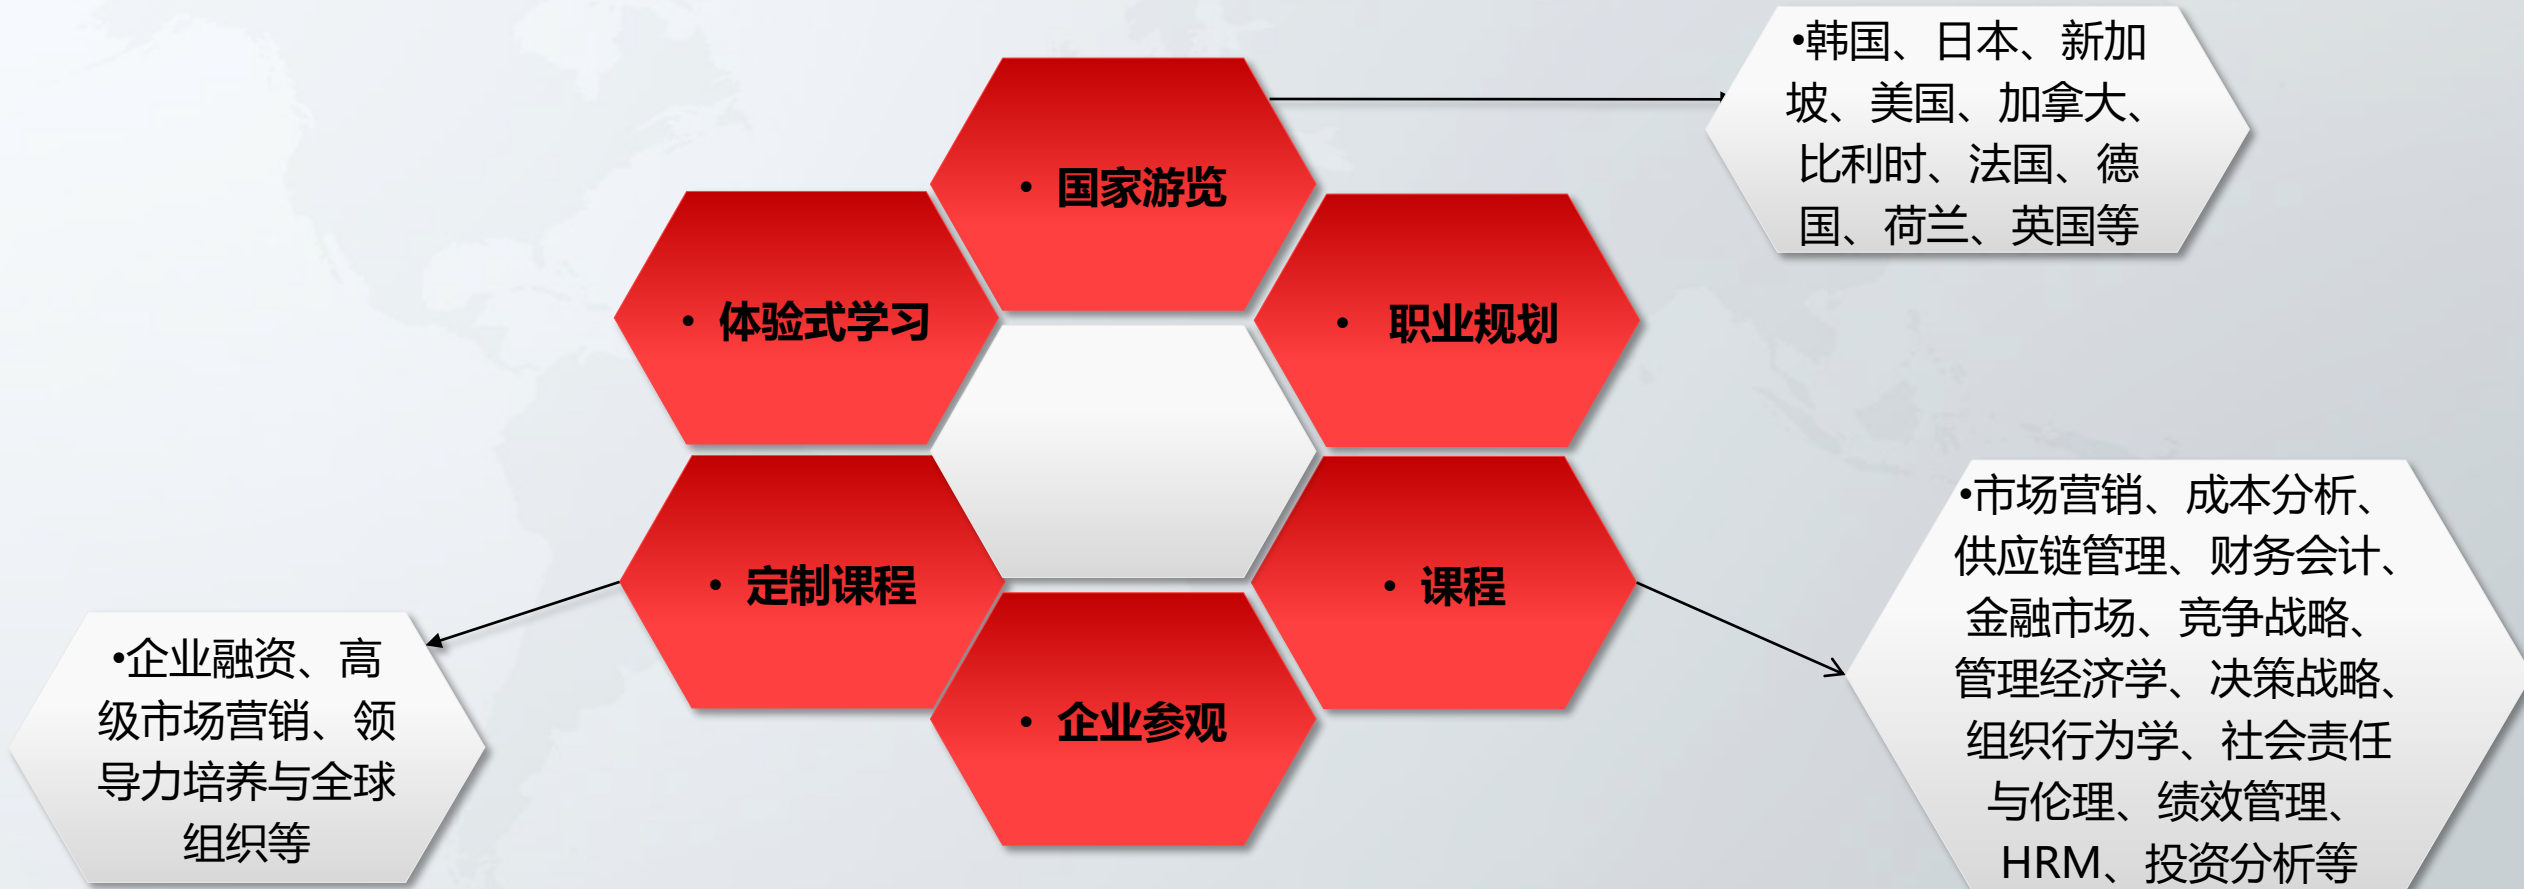 •韩国、日本、新加
坡、美国、加拿大、
比利时、法国、德
国、荷兰、英国等
• 国家游览
• 体验式学习
• 职业规划
• 定制课程
• 课程
• 企业参观
•企业融资、高
级市场营销、领
导力培养与全球
组织等
•市场营销、成本分析、
供应链管理、财务会计、
金融市场、竞争战略、
管理经济学、决策战略、
组织行为学、社会责任
与伦理、绩效管理、
HRM、投资分析等